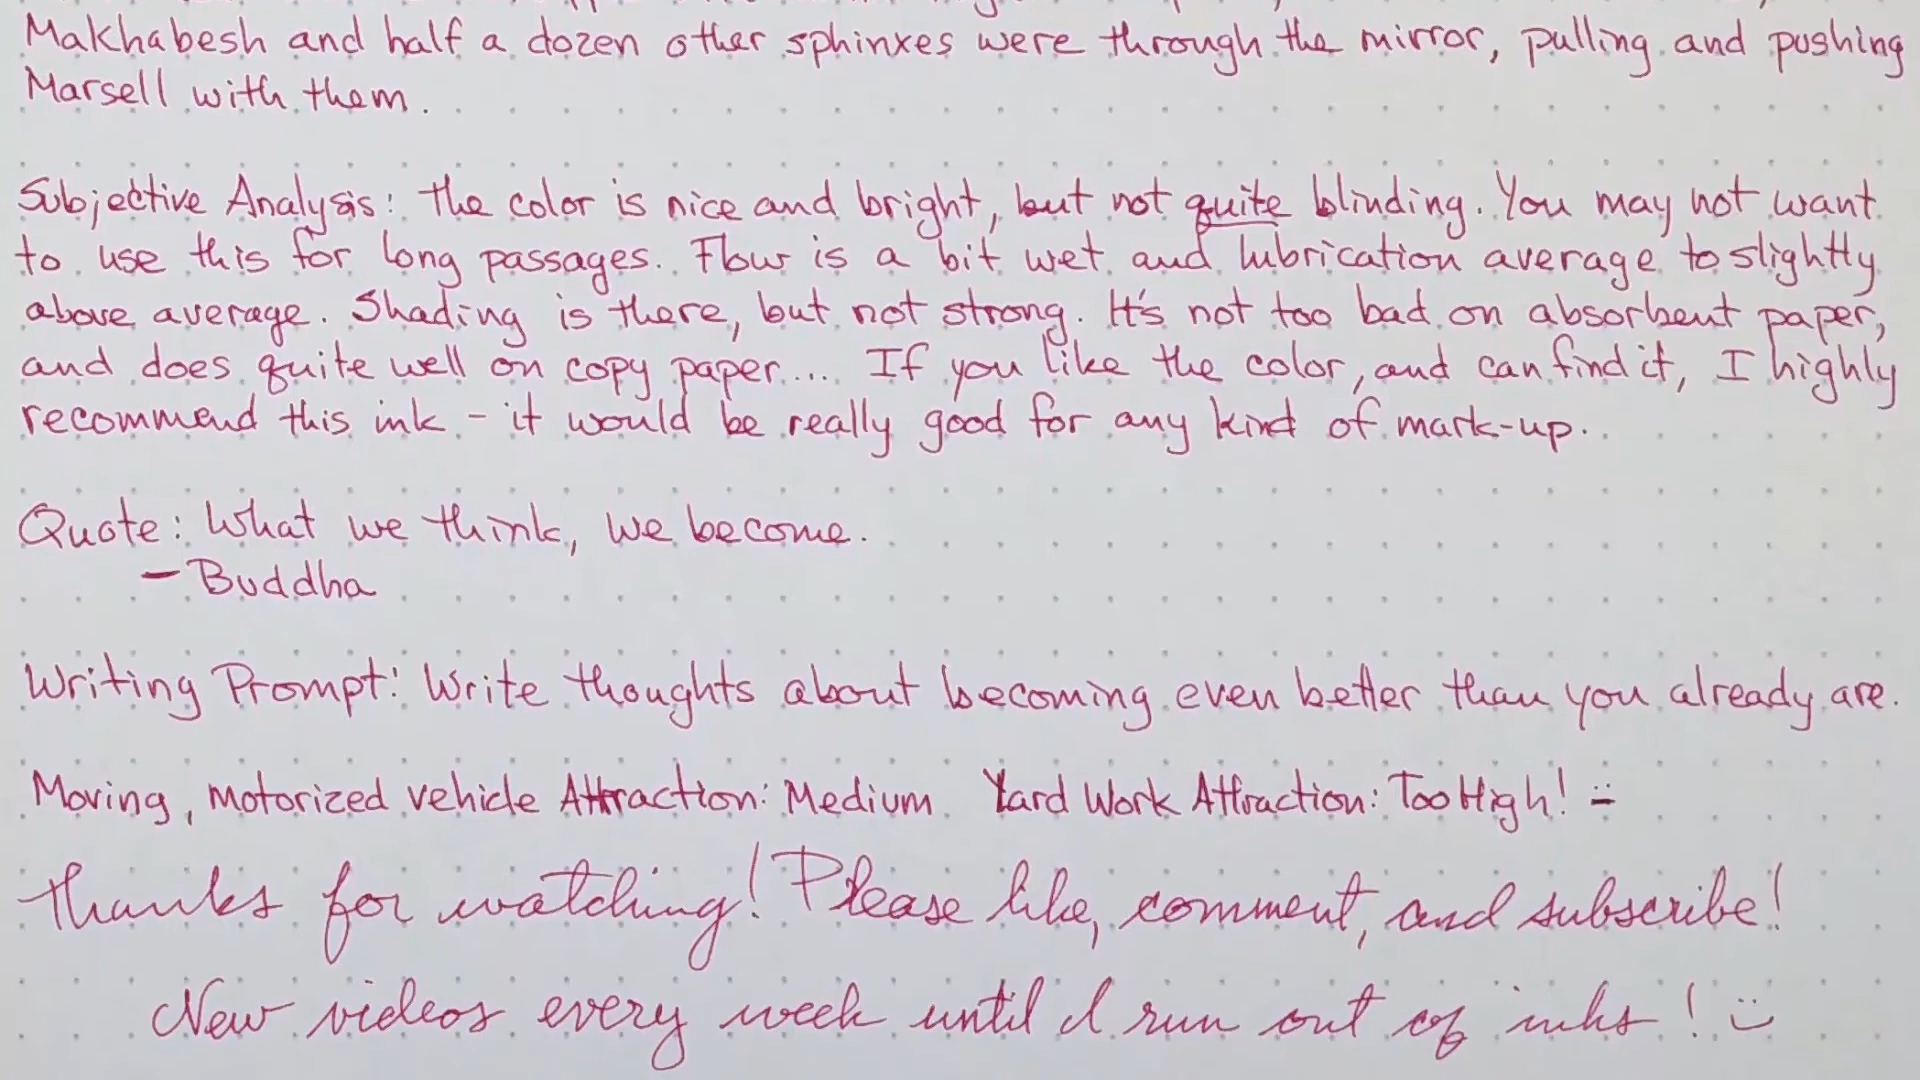 Makhabesh and half a dozen other sphinxes were through the mirror, pulling and pushing
Marsell with them.
Subjective Analysis: The color is nice and bright, but not quite blinding. You may not want
to use this for long passages. Flow is a bit wet and lubrication average to slightly
above average. Shading is there, but not strong. It's not too bad on absorbent paper,
and does quite well on copy paper.... If you like the color, and can find it, I highly
recommend this ink - it would be really good for any kind of mark-up.
Quote: What we think, we become.
- Buddha
Writing Prompt: Write thoughts about becoming even better than you already are.
Moving, motorized vehicle Attraction: Medium. Yard Work Attraction: Too High! :-
Thanks for watching! Please like, comment, and subscribe!
New videos every week until I run out of inks! :)